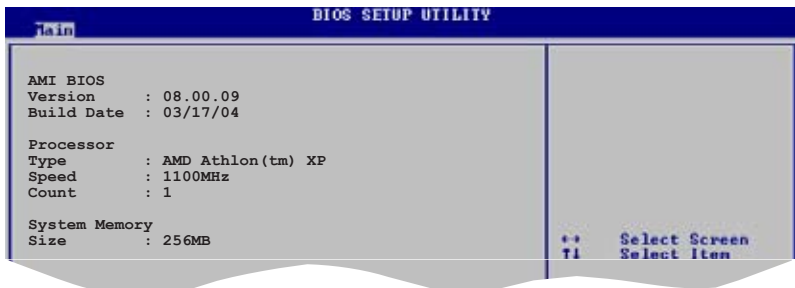 BIOS SETUP UTILITY
Main
AMI BIOS
Version : 08.00.09
Build Date : 03/17/04
Processor
Type : AMD Athlon(tm) XP
Speed : 1100MHz
Count : 1
System Memory
Size : 256MB
↔ Select Screen
↑↓ Select Item